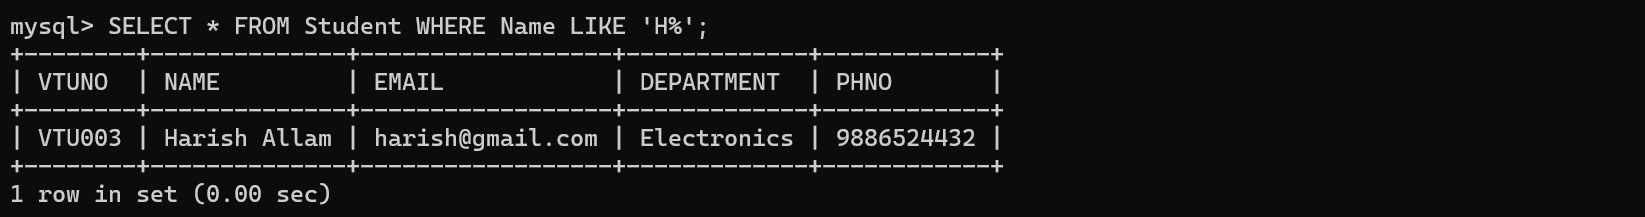 mysql> SELECT * FROM Student WHERE Name LIKE 'H%';
+--------+--------------+------------------+-------------+------------+
| VTUNO  | NAME         | EMAIL            | DEPARTMENT  | PHNO       |
+--------+--------------+------------------+-------------+------------+
| VTU003 | Harish Allam | harish@gmail.com | Electronics | 9886524432 |
+--------+--------------+------------------+-------------+------------+
1 row in set (0.00 sec)